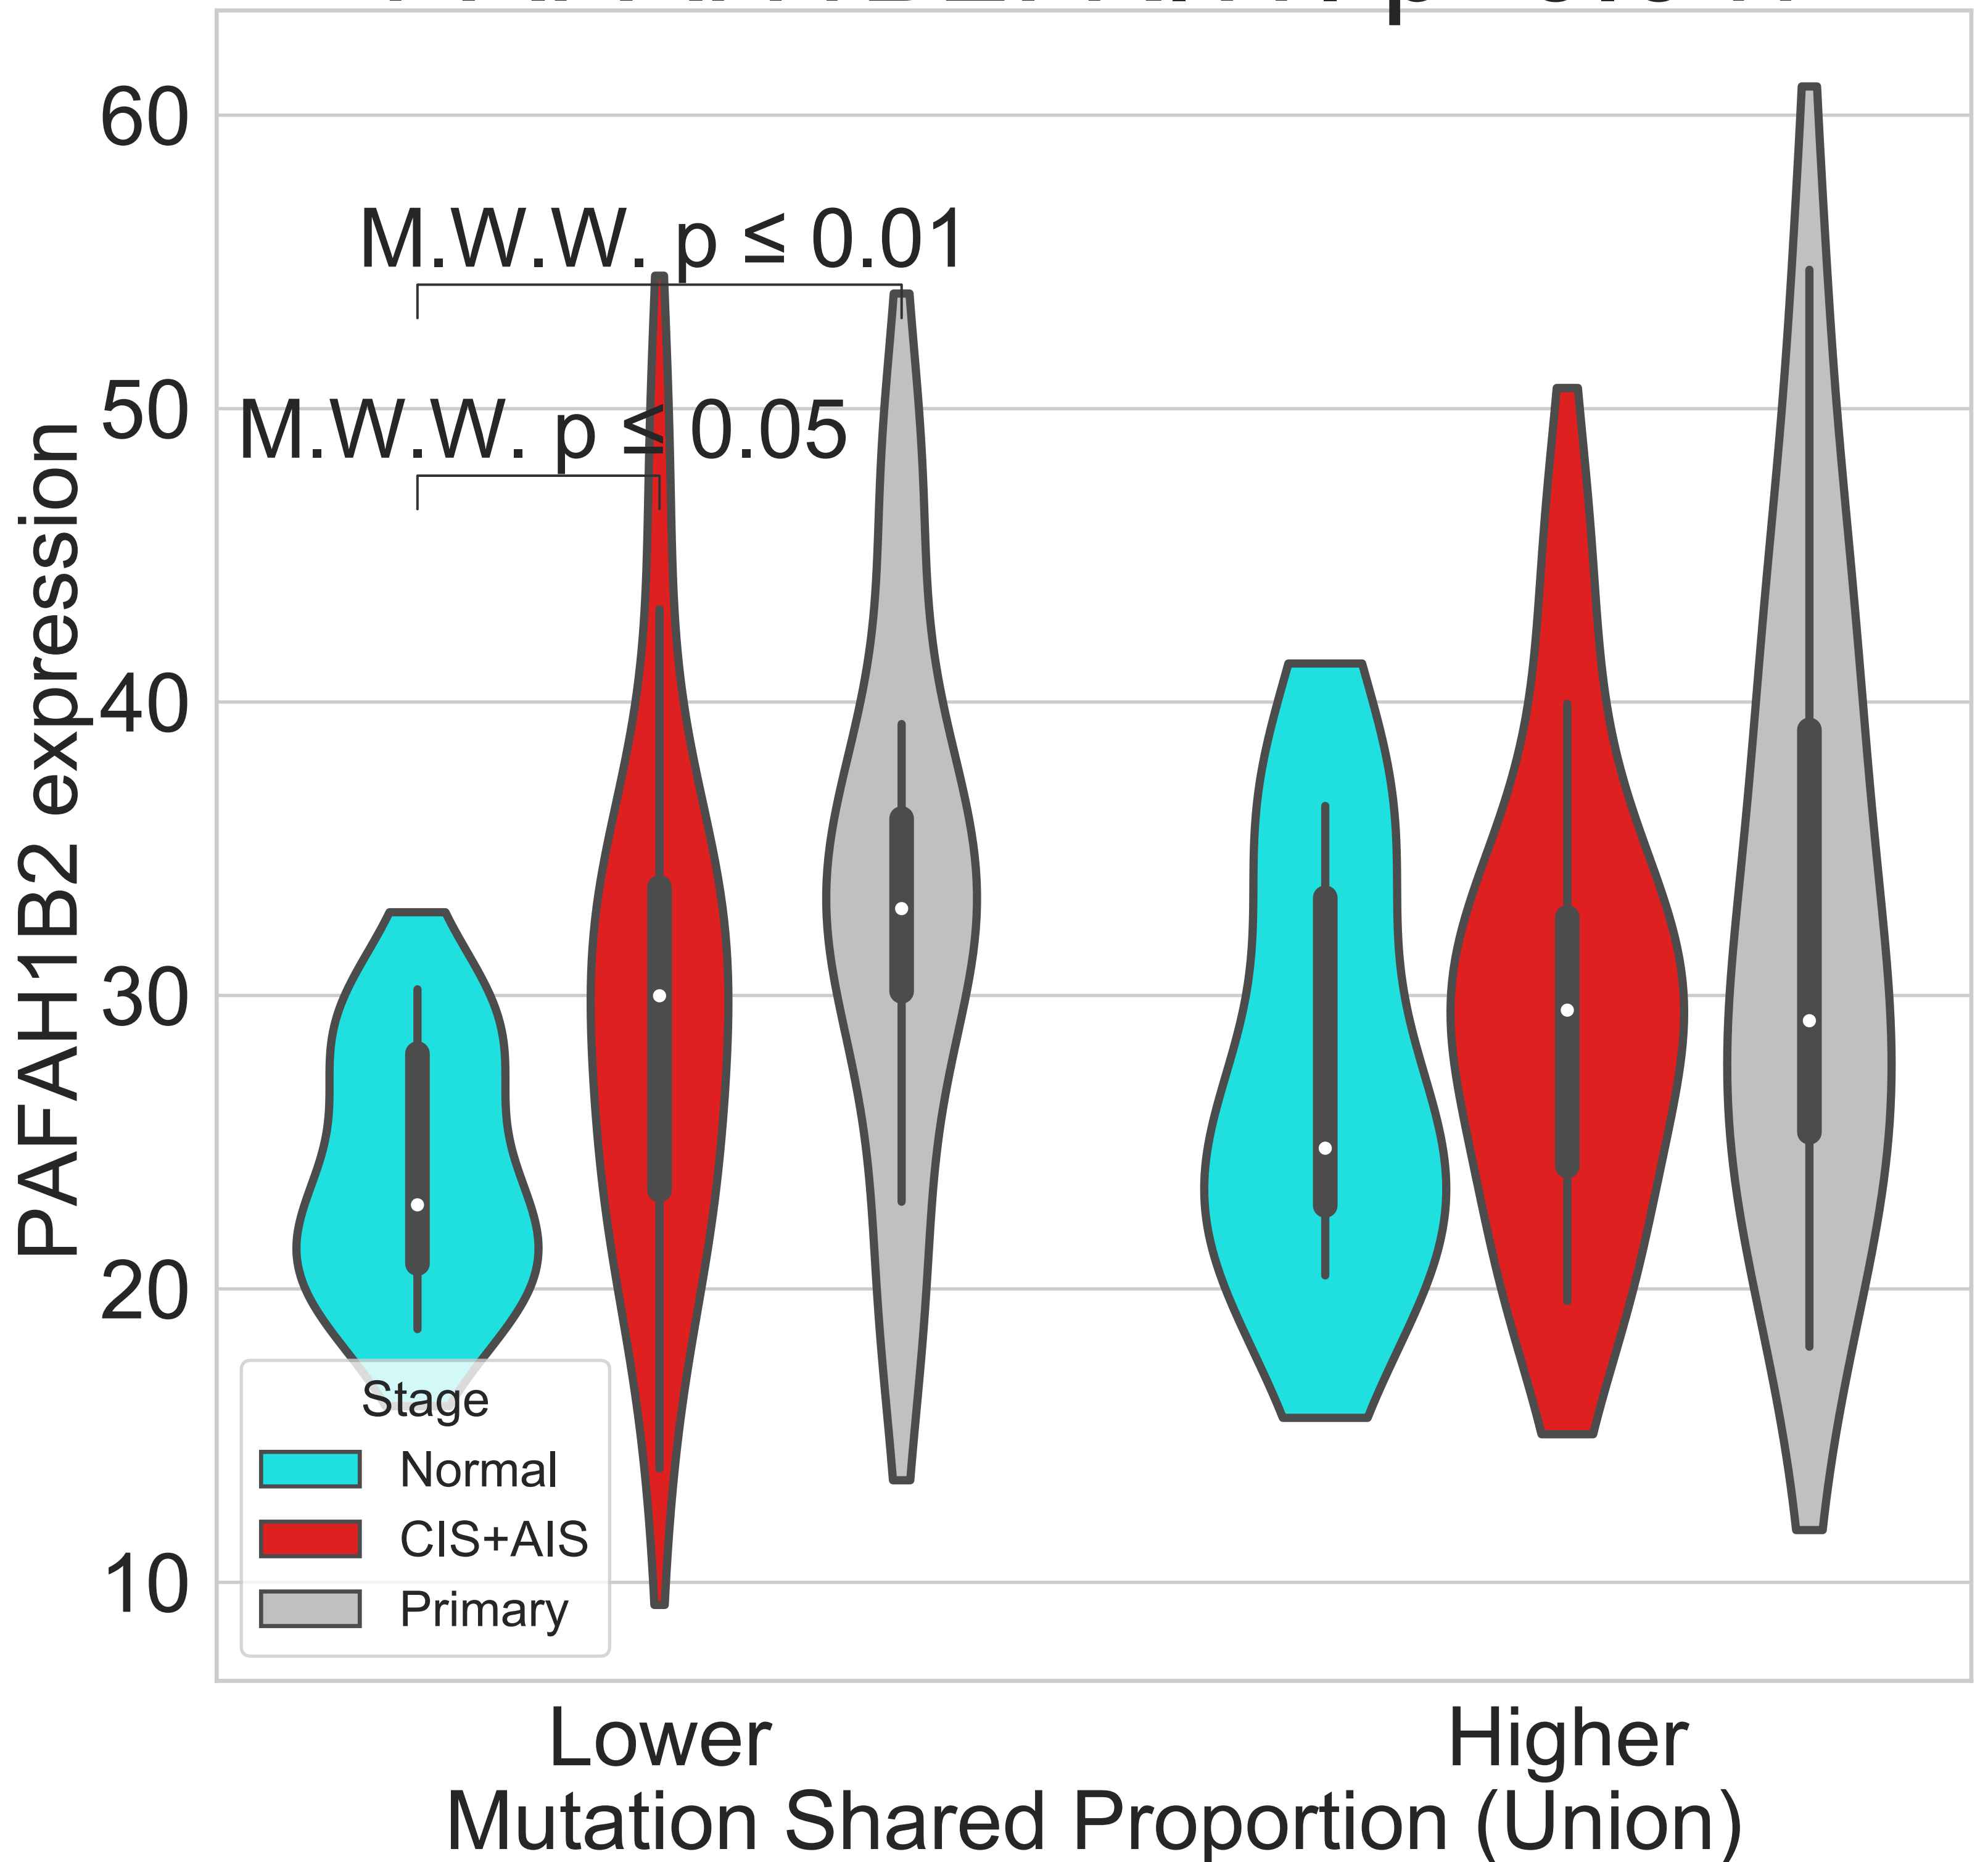 60
50
40
30
20
10
PAFAH1B2 expression
M.W.W. p ≤ 0.01
M.W.W. p ≤ 0.05
Stage
Normal
CIS+AIS
Primary
Lower
Higher
Mutation Shared Proportion (Union)